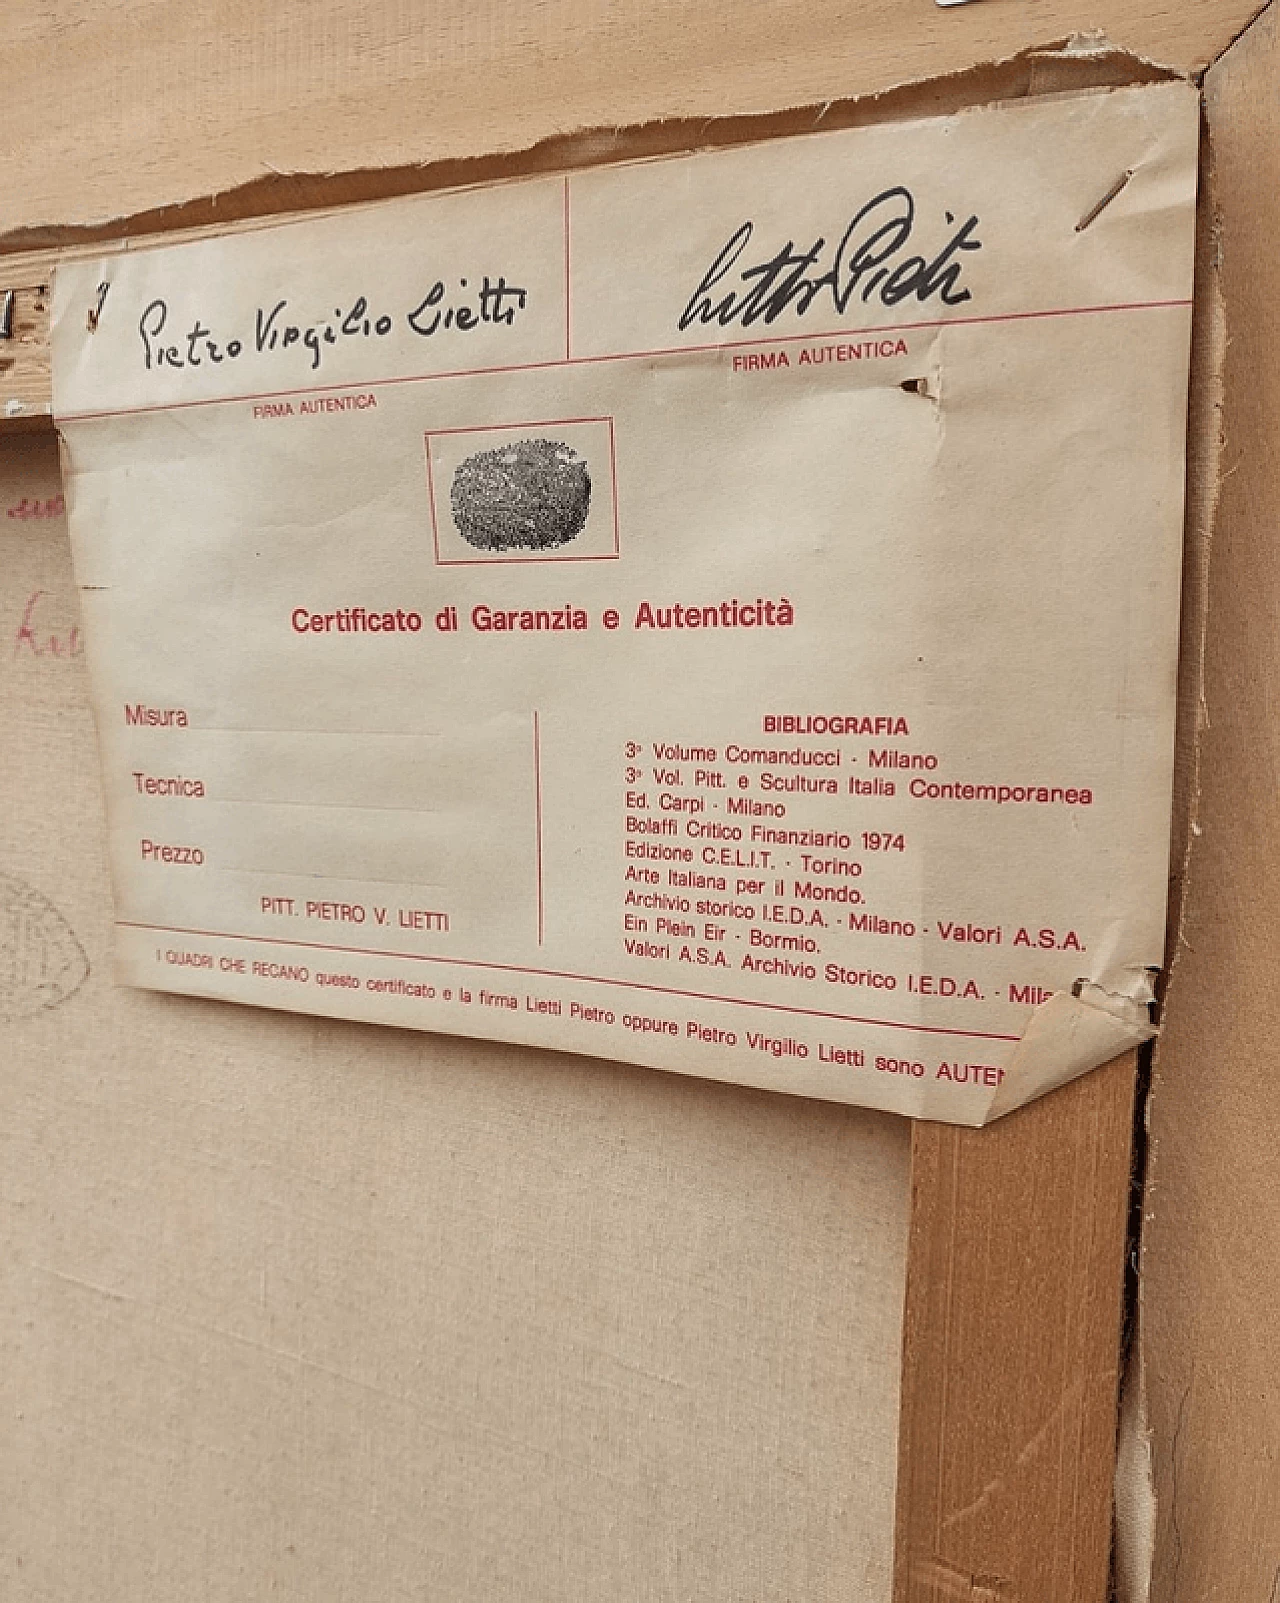 Pietro Virgilio Lietti
Lietti Pietro
FIRMA AUTENTICA
FIRMA AUTENTICA
Certificato di Garanzia e Autenticità
Misura
Tecnica
Prezzo
PITT. PIETRO V. LIETTI
BIBLIOGRAFIA
3° Volume Comanducci - Milano
3° Vol. Pitt. e Scultura Italia Contemporanea
Ed. Carpi - Milano
Bolaffi Critico Finanziario 1974
Edizione C.E.L.I.T. - Torino
Arte Italiana per il Mondo.
Archivio storico I.E.D.A. - Milano - Valori A.S.A.
Ein Plein Eir - Bormio.
Valori A.S.A. Archivio Storico I.E.D.A. - Mila
I QUADRI CHE RECANO questo certificato e la firma Lietti Pietro oppure Pietro Virgilio Lietti sono AUTEN